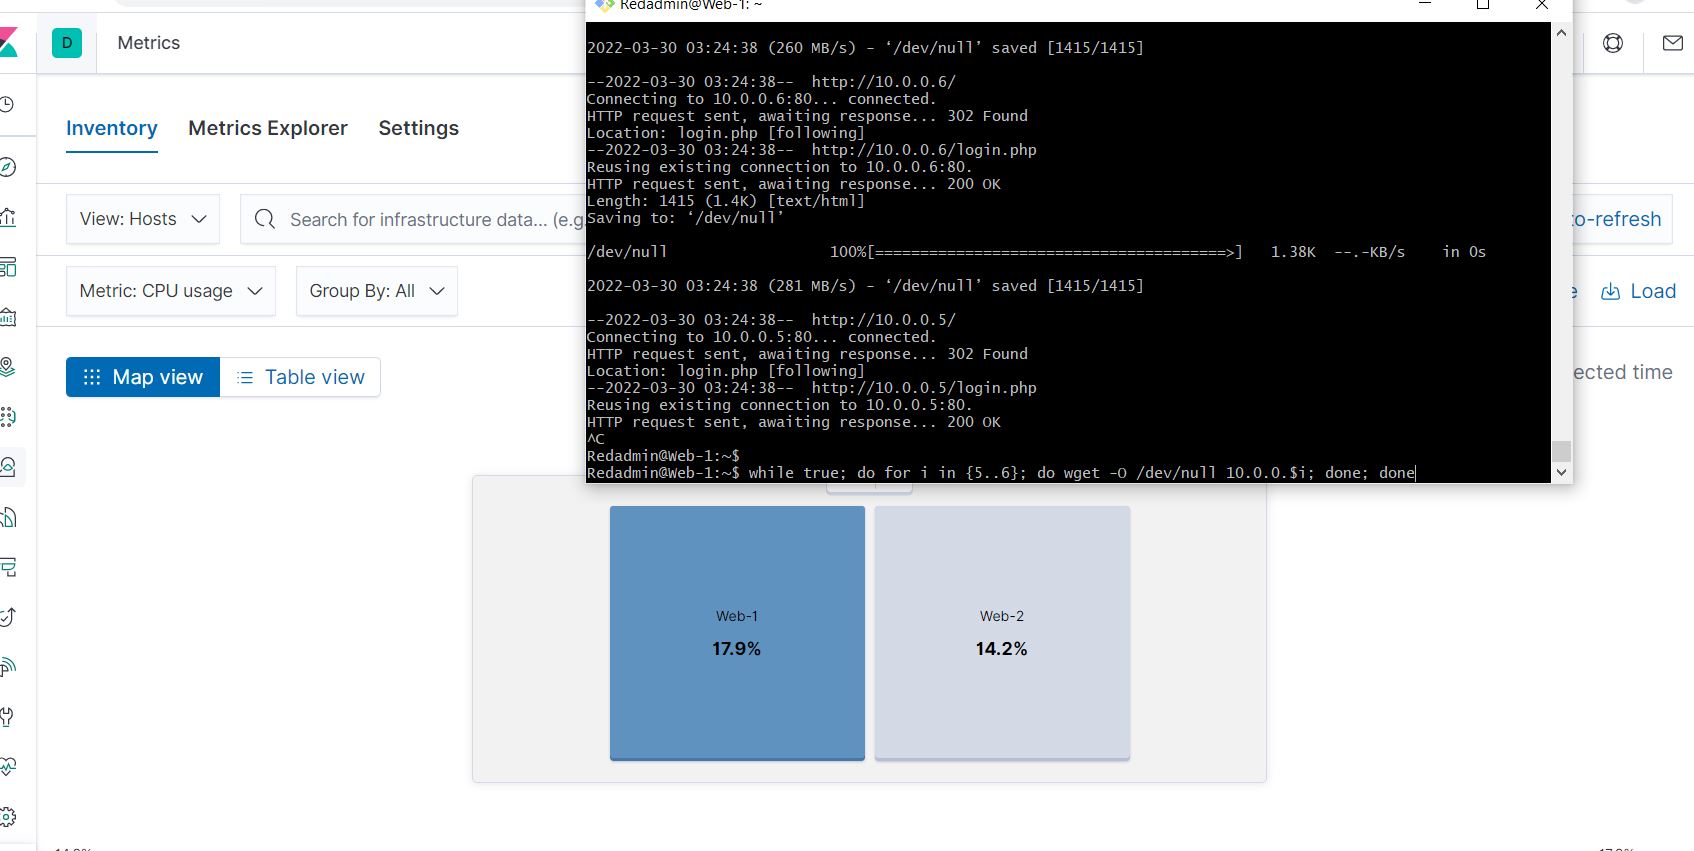 Redadmin@Web-1: ~
D
Metrics
Inventory
Metrics Explorer
Settings
View: Hosts
Search for infrastructure data... (e.g.
o-refresh
Metric: CPU usage
Group By: All
Load
Map view
Table view
ected time
2022-03-30 03:24:38 (260 MB/s) - ‘/dev/null’ saved [1415/1415]
--2022-03-30 03:24:38--  http://10.0.0.6/
Connecting to 10.0.0.6:80... connected.
HTTP request sent, awaiting response... 302 Found
Location: login.php [following]
--2022-03-30 03:24:38--  http://10.0.0.6/login.php
Reusing existing connection to 10.0.0.6:80.
HTTP request sent, awaiting response... 200 OK
Length: 1415 (1.4K) [text/html]
Saving to: ‘/dev/null’
/dev/null 100%[=======================================>] 1.38K --.-KB/s in 0s
2022-03-30 03:24:38 (281 MB/s) - ‘/dev/null’ saved [1415/1415]
--2022-03-30 03:24:38--  http://10.0.0.5/
Connecting to 10.0.0.5:80... connected.
HTTP request sent, awaiting response... 302 Found
Location: login.php [following]
--2022-03-30 03:24:38--  http://10.0.0.5/login.php
Reusing existing connection to 10.0.0.5:80.
HTTP request sent, awaiting response... 200 OK
^C
Redadmin@Web-1:~$
Redadmin@Web-1:~$ while true; do for i in {5..6}; do wget -O /dev/null 10.0.0.$i; done; done
Web-1
17.9%
Web-2
14.2%